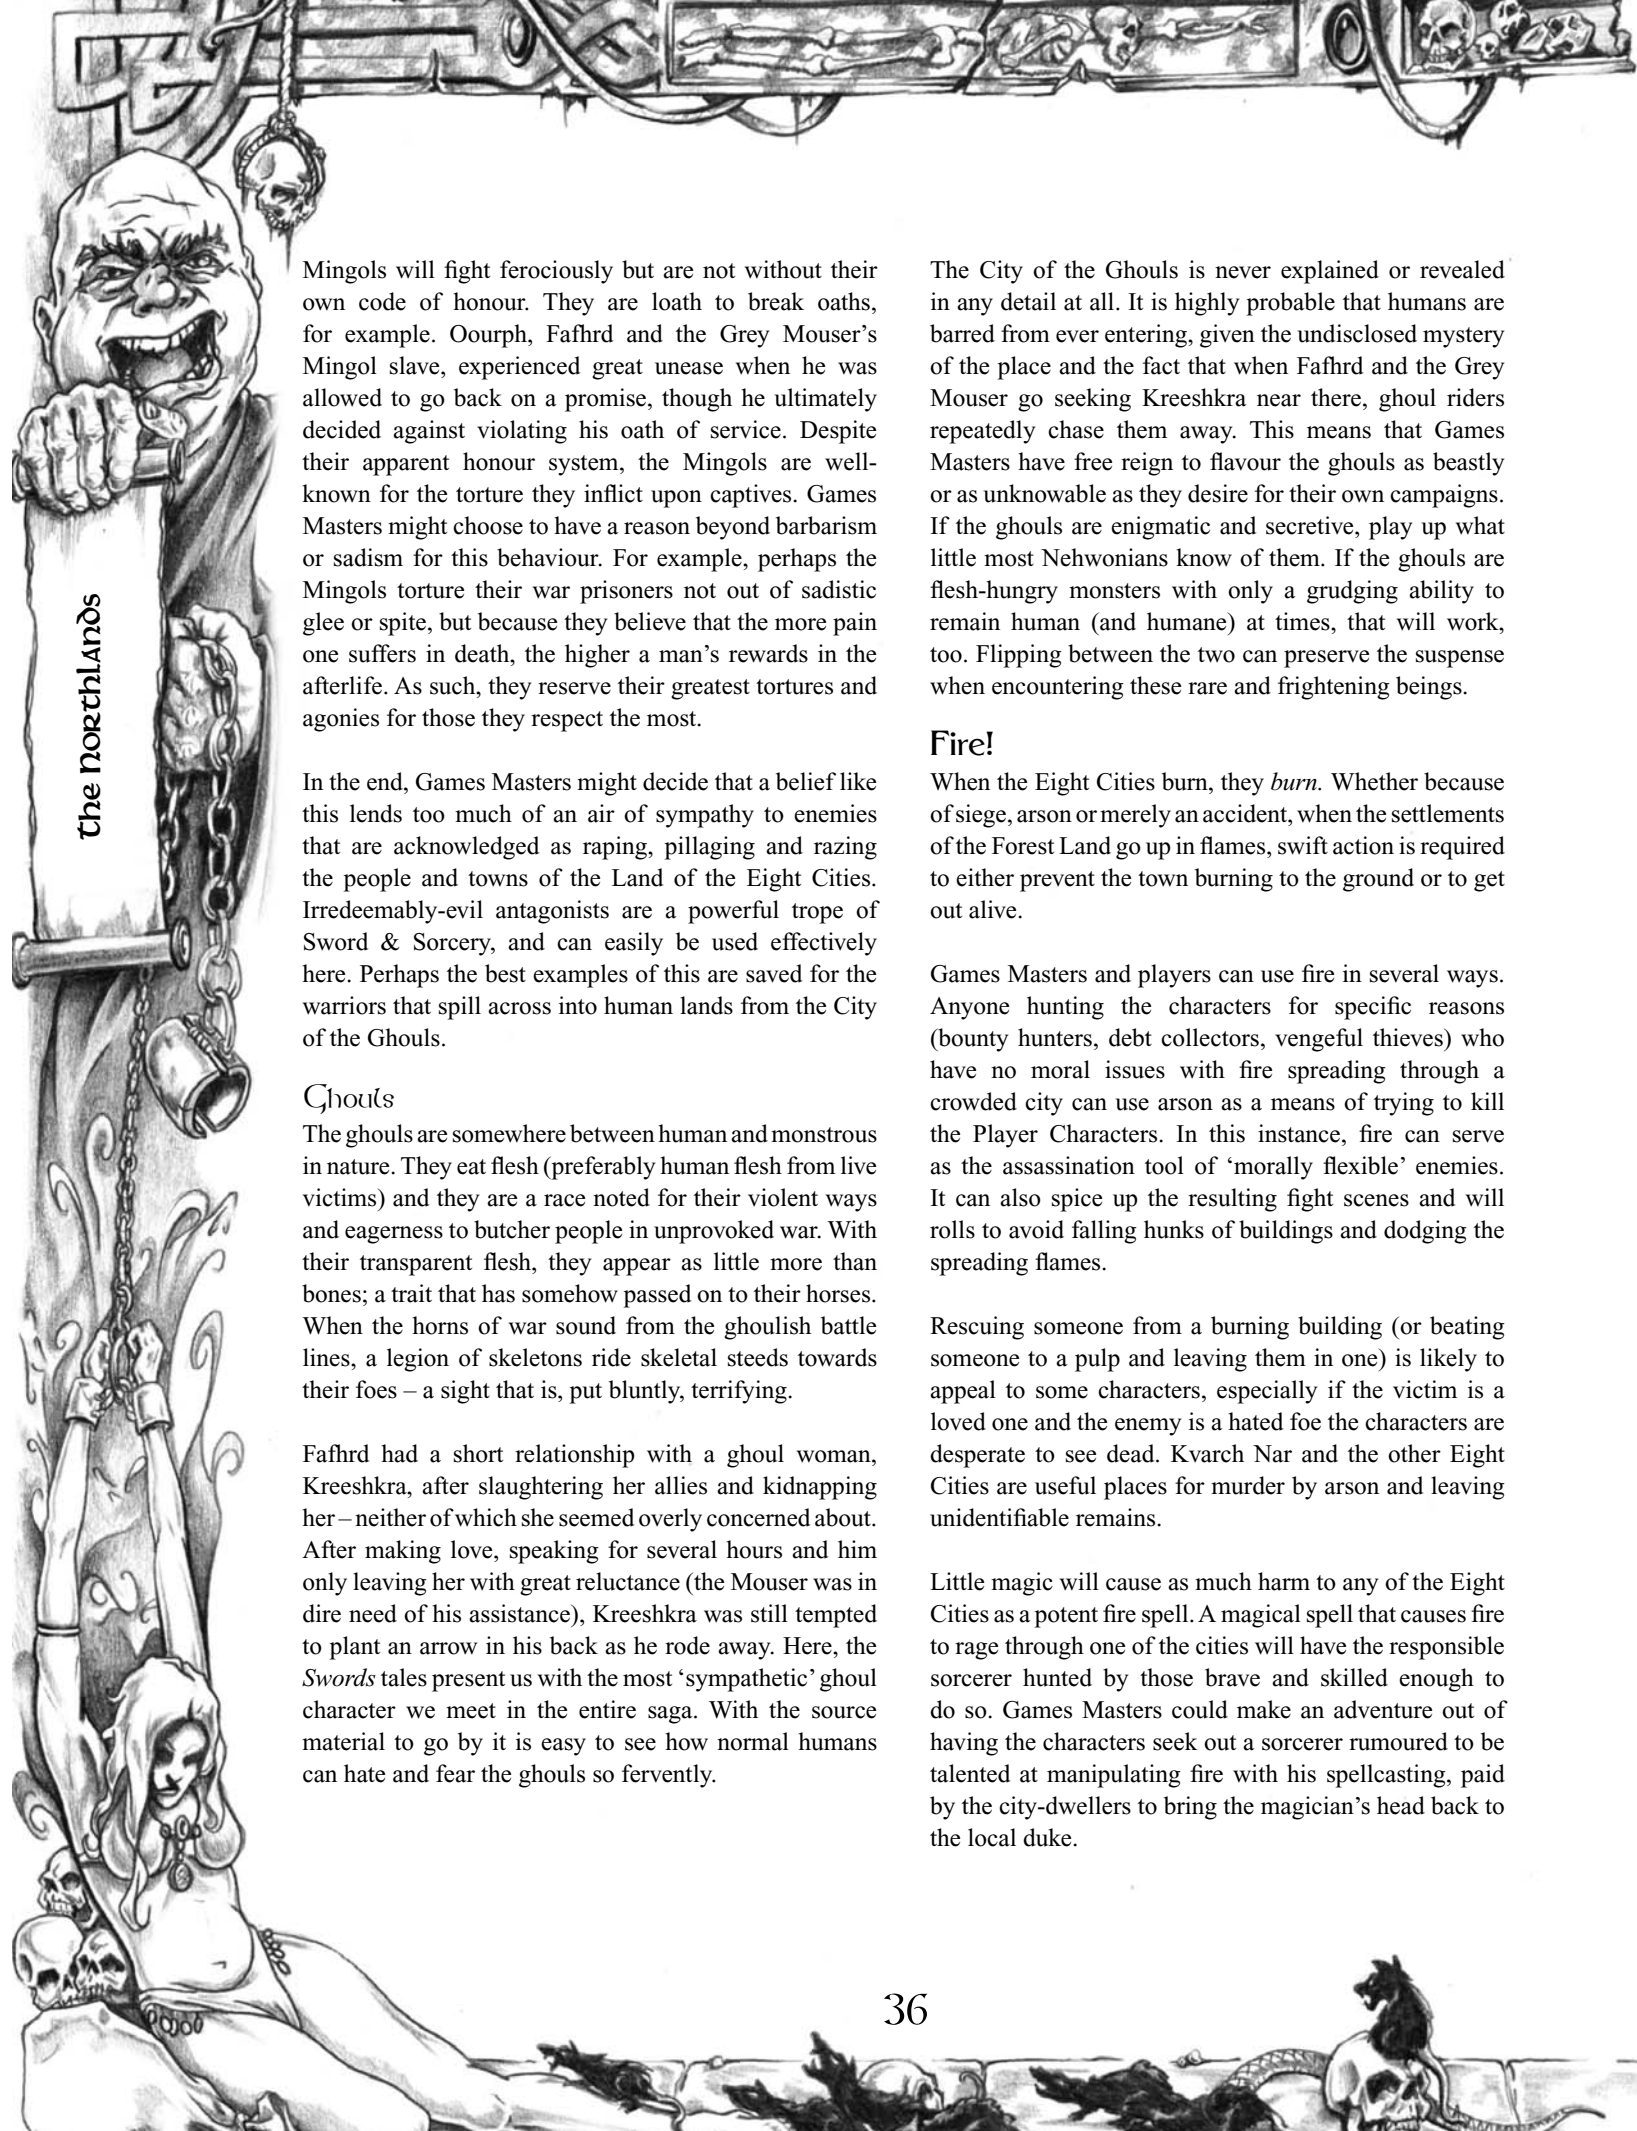 the northlands
Mingols will fight ferociously but are not without their
own code of honour. They are loath to break oaths,
for example. Oourph, Fafhrd and the Grey Mouser's
Mingol slave, experienced great unease when he was
allowed to go back on a promise, though he ultimately
decided against violating his oath of service. Despite
their apparent honour system, the Mingols are well-
known for the torture they inflict upon captives. Games
Masters might choose to have a reason beyond barbarism
or sadism for this behaviour. For example, perhaps the
Mingols torture their war prisoners not out of sadistic
glee or spite, but because they believe that the more pain
one suffers in death, the higher a man's rewards in the
afterlife. As such, they reserve their greatest tortures and
agonies for those they respect the most.
In the end, Games Masters might decide that a belief like
this lends too much of an air of sympathy to enemies
that are acknowledged as raping, pillaging and razing
the people and towns of the Land of the Eight Cities.
Irredeemably-evil antagonists are a powerful trope of
Sword & Sorcery, and can easily be used effectively
here. Perhaps the best examples of this are saved for the
warriors that spill across into human lands from the City
of the Ghouls.
Ghouls
The ghouls are somewhere between human and monstrous
in nature. They eat flesh (preferably human flesh from live
victims) and they are a race noted for their violent ways
and eagerness to butcher people in unprovoked war. With
their transparent flesh, they appear as little more than
bones; a trait that has somehow passed on to their horses.
When the horns of war sound from the ghoulish battle
lines, a legion of skeletons ride skeletal steeds towards
their foes – a sight that is, put bluntly, terrifying.
Fafhrd had a short relationship with a ghoul woman,
Kreeshkra, after slaughtering her allies and kidnapping
her – neither of which she seemed overly concerned about.
After making love, speaking for several hours and him
only leaving her with great reluctance (the Mouser was in
dire need of his assistance), Kreeshkra was still tempted
to plant an arrow in his back as he rode away. Here, the
Swords tales present us with the most 'sympathetic' ghoul
character we meet in the entire saga. With the source
material to go by it is easy to see how normal humans
can hate and fear the ghouls so fervently.
The City of the Ghouls is never explained or revealed
in any detail at all. It is highly probable that humans are
barred from ever entering, given the undisclosed mystery
of the place and the fact that when Fafhrd and the Grey
Mouser go seeking Kreeshkra near there, ghoul riders
repeatedly chase them away. This means that Games
Masters have free reign to flavour the ghouls as beastly
or as unknowable as they desire for their own campaigns.
If the ghouls are enigmatic and secretive, play up what
little most Nehwonians know of them. If the ghouls are
flesh-hungry monsters with only a grudging ability to
remain human (and humane) at times, that will work,
too. Flipping between the two can preserve the suspense
when encountering these rare and frightening beings.
Fire!
When the Eight Cities burn, they burn. Whether because
of siege, arson or merely an accident, when the settlements
of the Forest Land go up in flames, swift action is required
to either prevent the town burning to the ground or to get
out alive.
Games Masters and players can use fire in several ways.
Anyone hunting the characters for specific reasons
(bounty hunters, debt collectors, vengeful thieves) who
have no moral issues with fire spreading through a
crowded city can use arson as a means of trying to kill
the Player Characters. In this instance, fire can serve
as the assassination tool of 'morally flexible' enemies.
It can also spice up the resulting fight scenes and will
rolls to avoid falling hunks of buildings and dodging the
spreading flames.
Rescuing someone from a burning building (or beating
someone to a pulp and leaving them in one) is likely to
appeal to some characters, especially if the victim is a
loved one and the enemy is a hated foe the characters are
desperate to see dead. Kvarch Nar and the other Eight
Cities are useful places for murder by arson and leaving
unidentifiable remains.
Little magic will cause as much harm to any of the Eight
Cities as a potent fire spell. A magical spell that causes fire
to rage through one of the cities will have the responsible
sorcerer hunted by those brave and skilled enough to
do so. Games Masters could make an adventure out of
having the characters seek out a sorcerer rumoured to be
talented at manipulating fire with his spellcasting, paid
by the city-dwellers to bring the magician's head back to
the local duke.
36